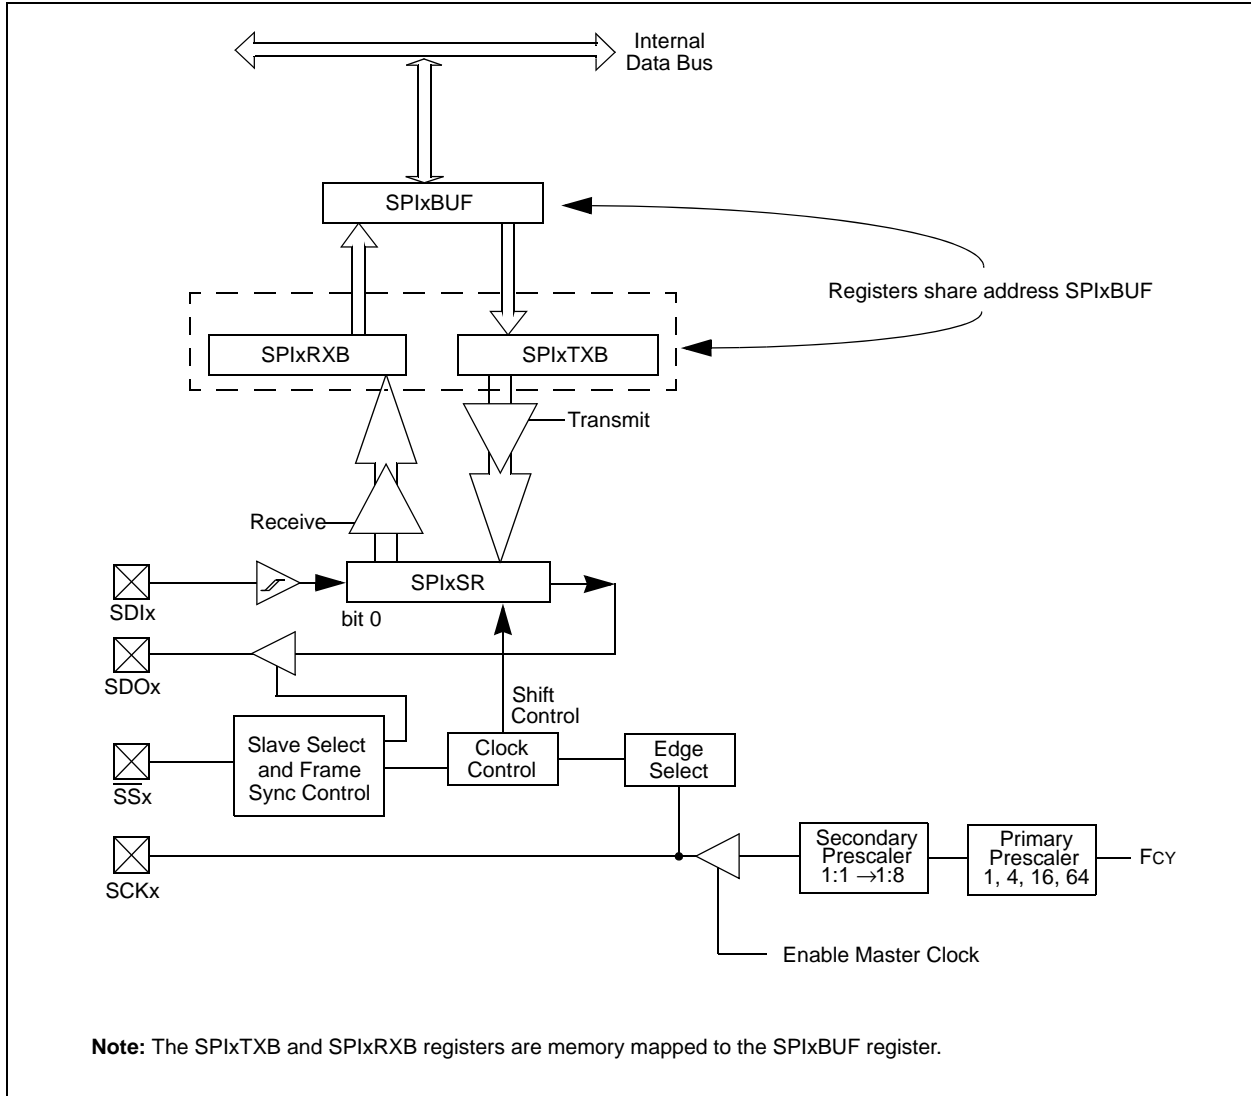 Internal
Data Bus
SPIxBUF
Registers share address SPIxBUF
SPIxRXB
SPIxTXB
Transmit
Receive
SPIxSR
SDIx
bit 0
SDOx
Shift
Control
Slave Select
and Frame
Sync Control
Clock
Control
Edge
Select
SSx
Secondary
Prescaler
1:1 →1:8
Primary
Prescaler
1, 4, 16, 64
FCY
SCKx
Enable Master Clock
Note: The SPIxTXB and SPIxRXB registers are memory mapped to the SPIxBUF register.